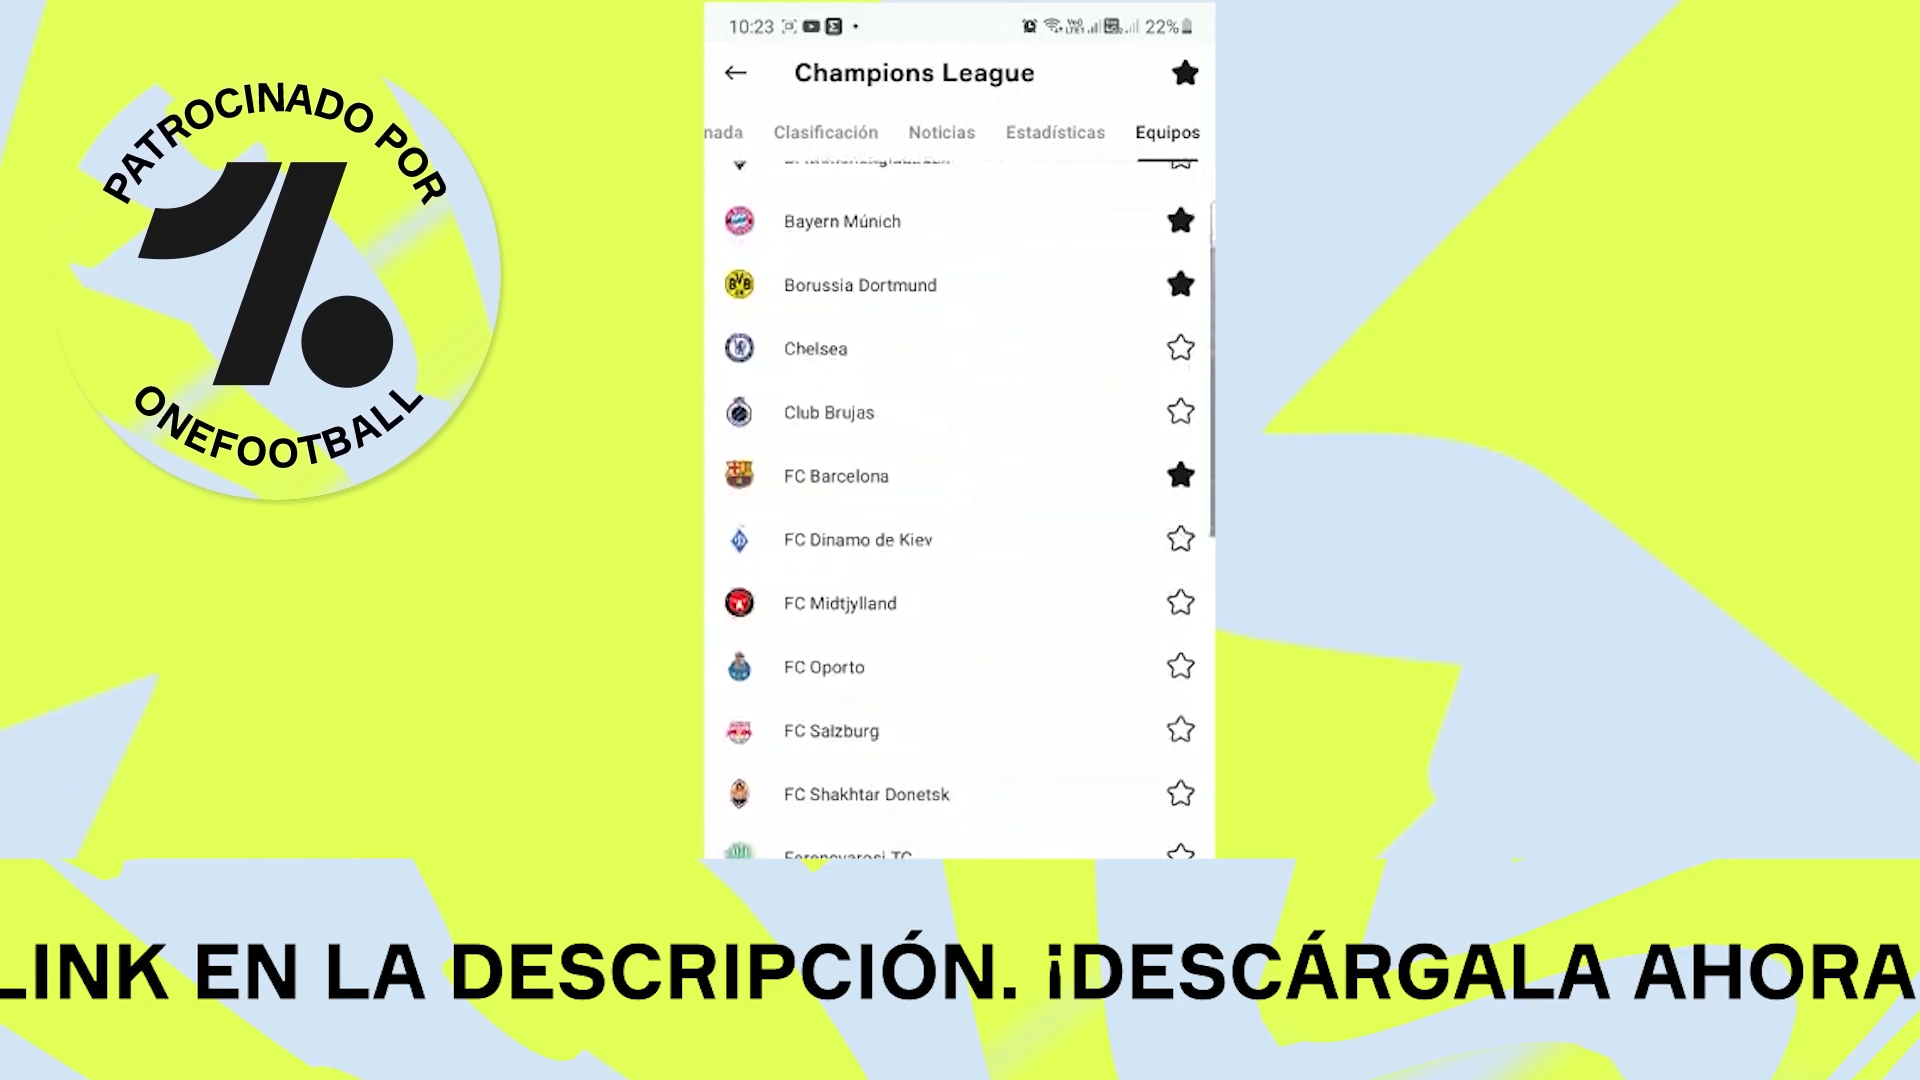 PATROCINADO POR
ONEFOOTBALL
10:23
22%
Champions League
nada Clasificación Noticias Estadísticas Equipos
Bayern Múnich
Borussia Dortmund
Chelsea
Club Brujas
FC Barcelona
FC Dinamo de Kiev
FC Midtjylland
FC Oporto
FC Salzburg
FC Shakhtar Donetsk
Ferencvarosi TC
LINK EN LA DESCRIPCIÓN. ¡DESCÁRGALA AHORA